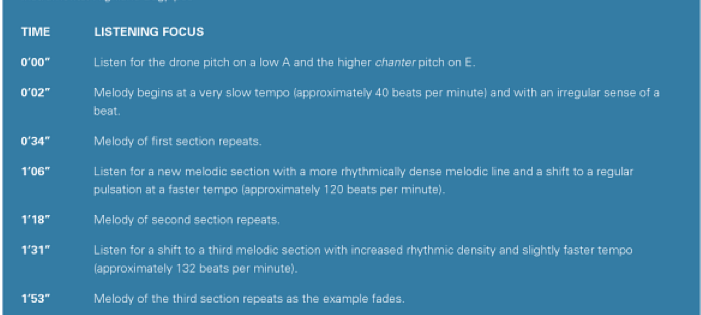 TIME LISTENING FOCUS
0'00" Listen for the drone pitch on a low A and the higher chanter pitch on E.
0'02" Melody begins at a very slow tempo (approximately 40 beats per minute) and with an irregular sense of a
beat.
0'34" Melody of first section repeats.
1'06" Listen for a new melodic section with a more rhythmically dense melodic line and a shift to a regular
pulsation at a faster tempo (approximately 120 beats per minute).
1'18" Melody of second section repeats.
1'31" Listen for a shift to a third melodic section with increased rhythmic density and slightly faster tempo
(approximately 132 beats per minute).
1'53" Melody of the third section repeats as the example fades.